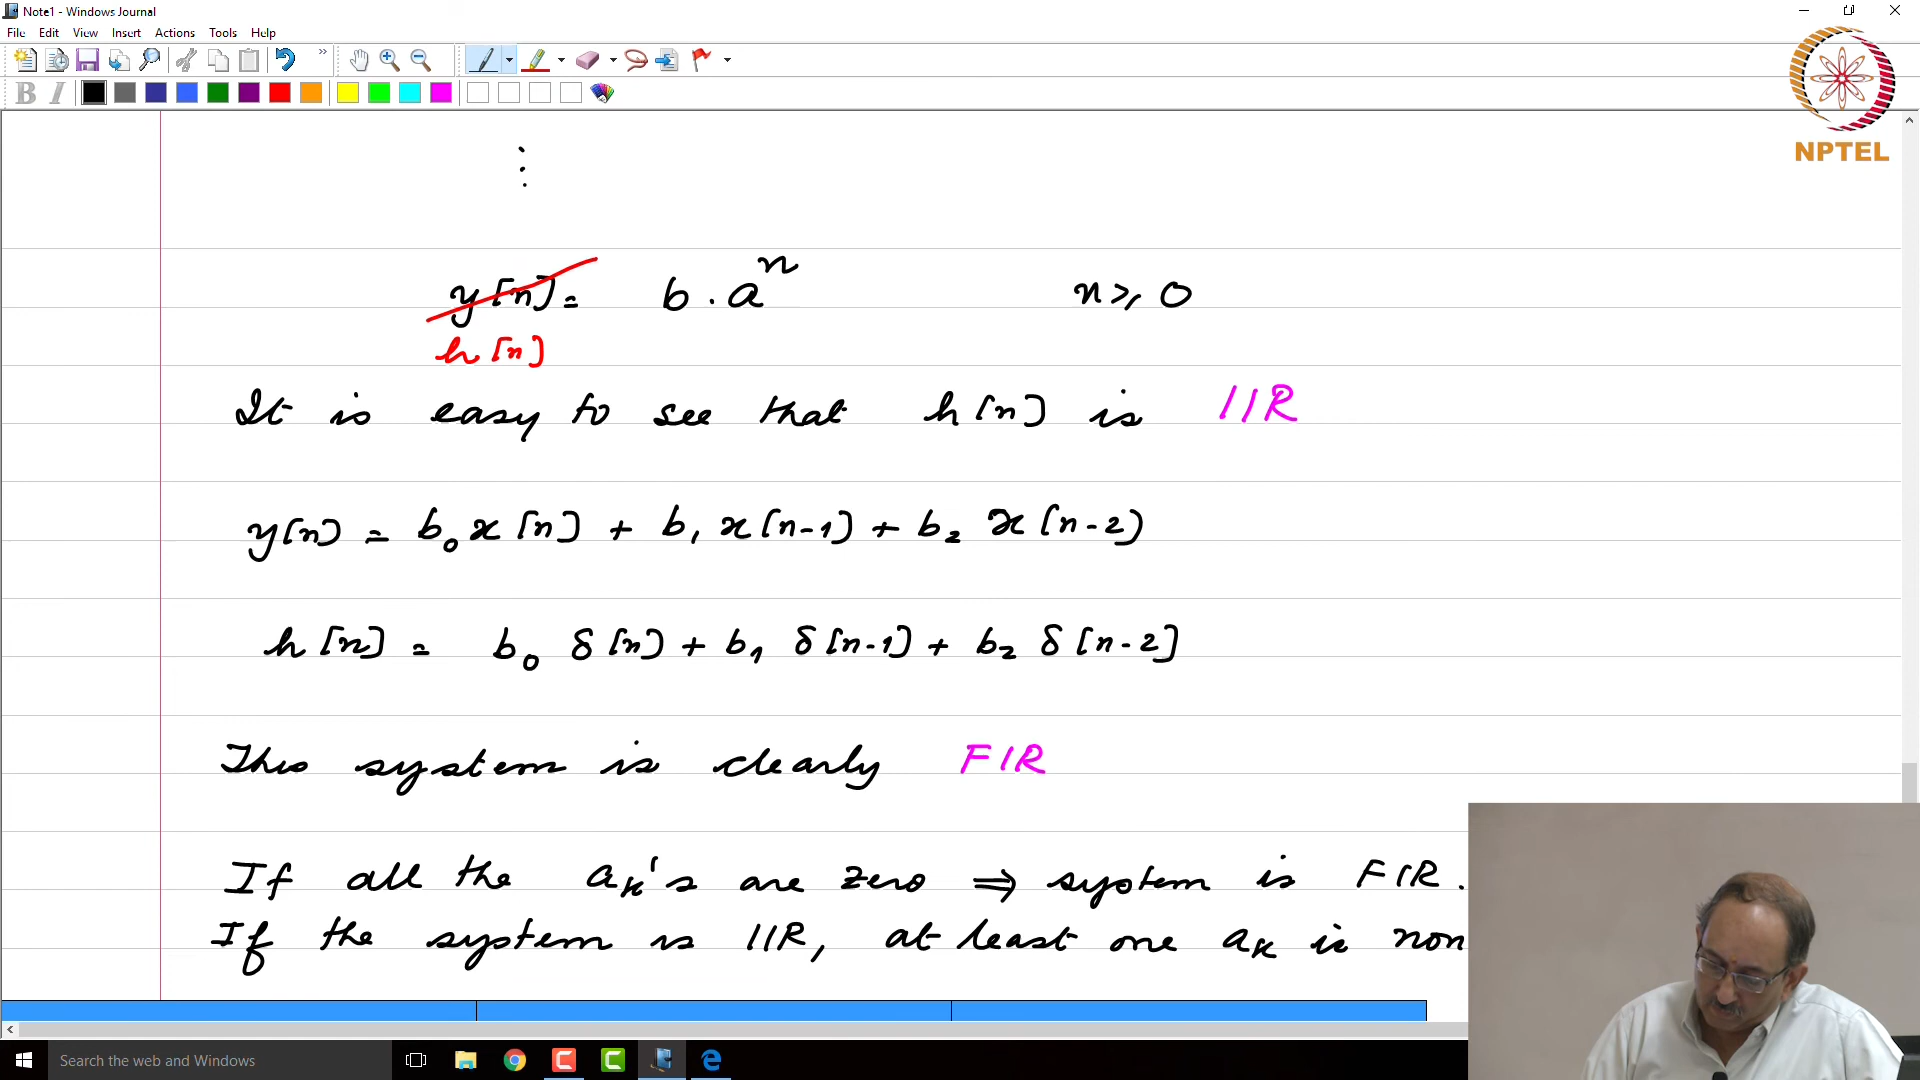 Note1 - Windows Journal
File Edit View Insert Actions Tools Help
B I
NPTEL
⋮
y[n] = b . a^n n ≥ 0
h[n]
It is easy to see that h[n] is IIR
y[n] = b₀ x[n] + b₁ x[n-1] + b₂ x[n-2]
h[n] = b₀ δ[n] + b₁ δ[n-1] + b₂ δ[n-2]
This system is clearly FIR
If all the aₖ's are zero ⇒ system is FIR.
If the system is IIR, at least one aₖ is non
Search the web and Windows